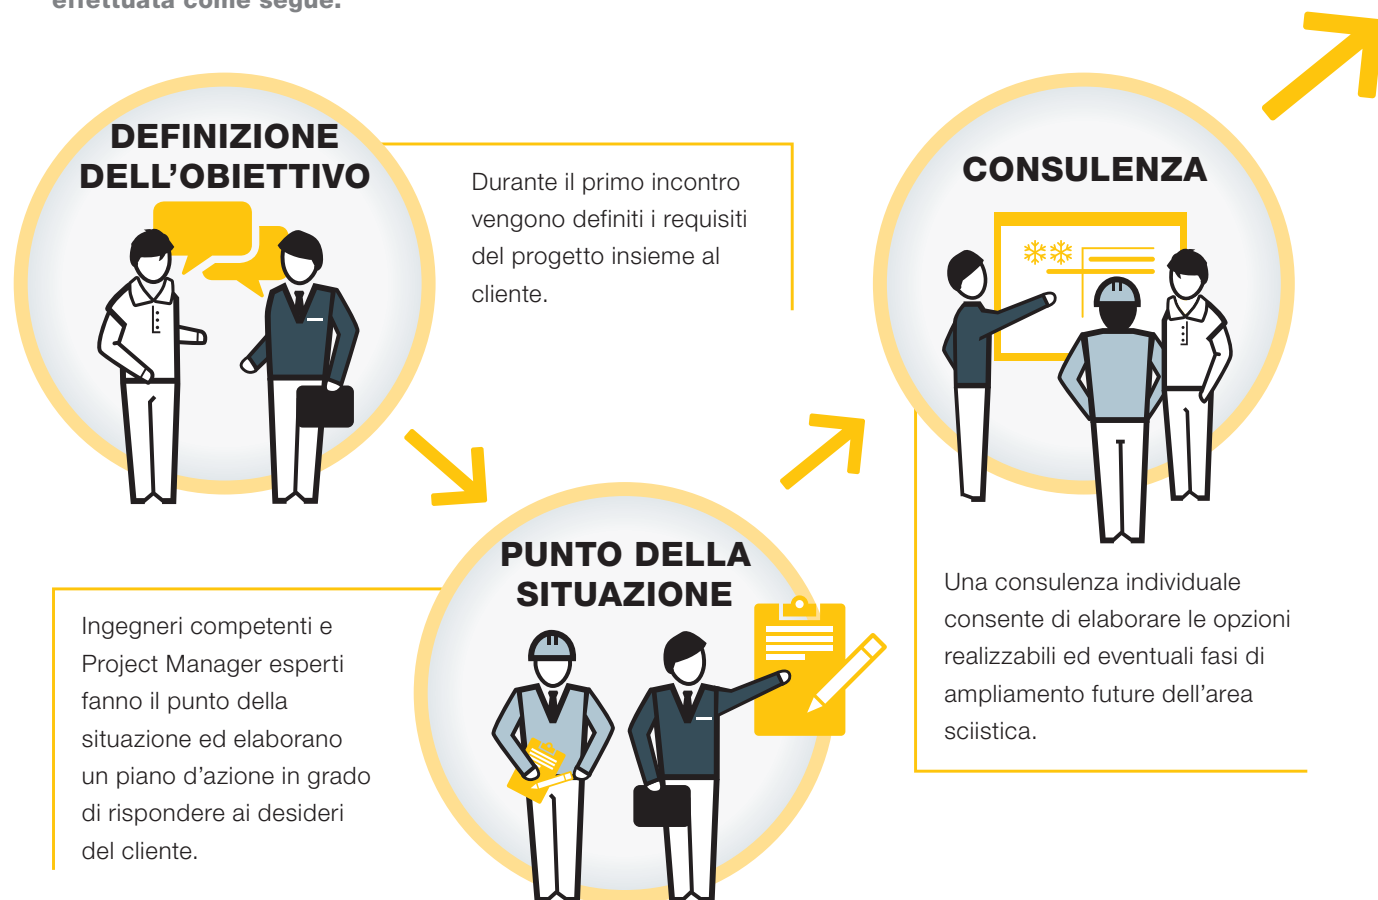 effettuata come segue.
DEFINIZIONE
DELL'OBIETTIVO
Durante il primo incontro
vengono definiti i requisiti
del progetto insieme al
cliente.
PUNTO DELLA
SITUAZIONE
Ingegneri competenti e
Project Manager esperti
fanno il punto della
situazione ed elaborano
un piano d'azione in grado
di rispondere ai desideri
del cliente.
CONSULENZA
Una consulenza individuale
consente di elaborare le opzioni
realizzabili ed eventuali fasi di
ampliamento future dell'area
sciistica.